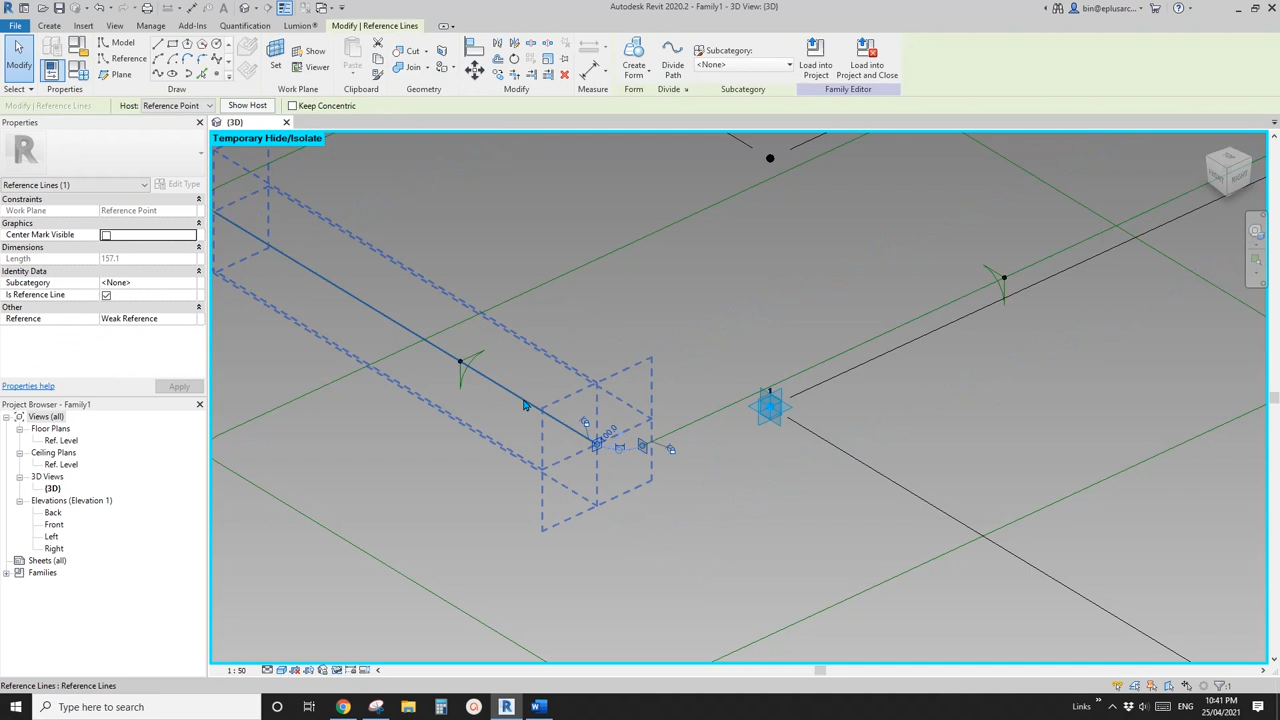 Autodesk Revit 2020.2 - Family1 - 3D View: {3D}
bin@eplusarc...
File Create Insert View Manage Add-Ins Quantification Lumion® Modify | Reference Lines
Modify
Select
Properties
Model
Reference
Plane
Draw
Set
Show
Viewer
Work Plane
Paste
Clipboard
Cut
Join
Geometry
Modify
Measure
Create
Form
Form
Divide
Path
Divide
Subcategory:
<None>
Subcategory
Load into
Project
Load into
Project and Close
Family Editor
Modify | Reference Lines Host: Reference Point Show Host Keep Concentric
Properties
{3D}
Temporary Hide/Isolate
Reference Lines (1) Edit Type
Constraints
Work Plane Reference Point
Graphics
Center Mark Visible
Dimensions
Length 157.1
Identity Data
Subcategory <None>
Is Reference Line
Other
Reference Weak Reference
Properties help Apply
Project Browser - Family1
Views (all)
Floor Plans
Ref. Level
Ceiling Plans
Ref. Level
3D Views
{3D}
Elevations (Elevation 1)
Back
Front
Left
Right
Sheets (all)
Families
FRONT RIGHT
1 : 50
Reference Lines : Reference Lines
:1
Type here to search
Links
10:41 PM
25/04/2021